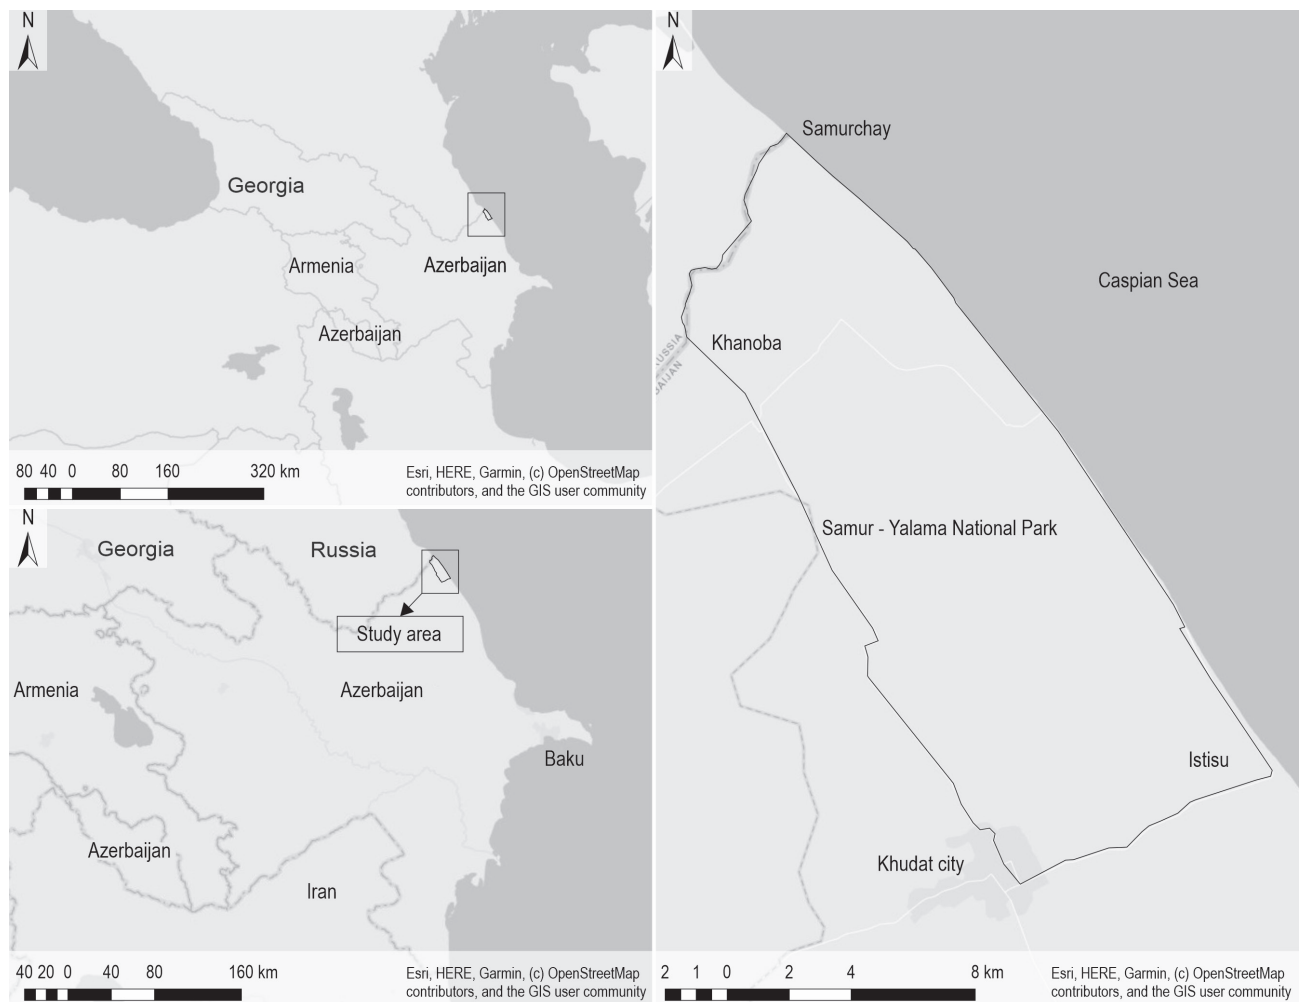 N
Georgia
Armenia
Azerbaijan
Azerbaijan
80 40 0 80 160 320 km
Esri, HERE, Garmin, (c) OpenStreetMap
contributors, and the GIS user community
N
Georgia
Russia
Study area
Armenia
Azerbaijan
Baku
Azerbaijan
Iran
40 20 0 40 80 160 km
Esri, HERE, Garmin, (c) OpenStreetMap
contributors, and the GIS user community
N
Samurchay
Caspian Sea
Khanoba
RUSSIA
BAIJAN
Samur - Yalama National Park
Istisu
Khudat city
2 1 0 2 4 8 km
Esri, HERE, Garmin, (c) OpenStreetMap
contributors, and the GIS user community